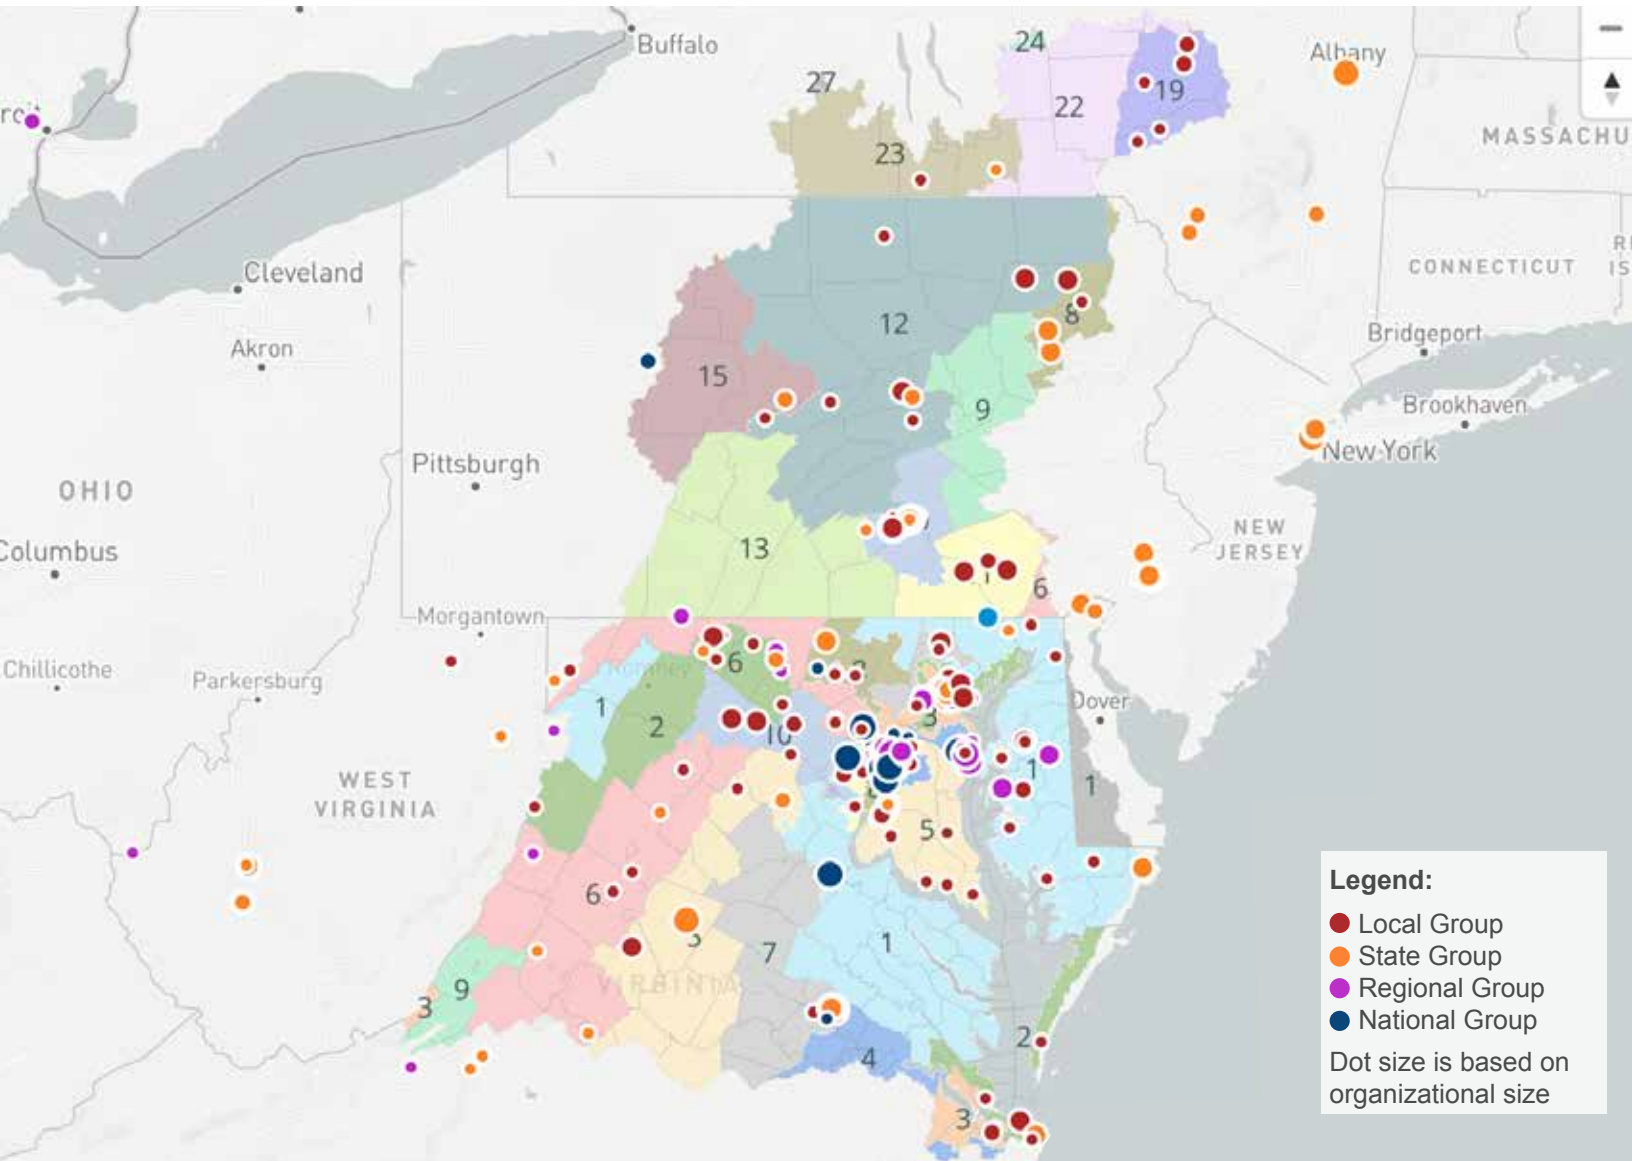 Buffalo
24
Albany
27
19
22
MASSACHU
23
Cleveland
CONNECTICUT
12
8
Akron
Bridgeport
15
9
Brookhaven
Pittsburgh
New York
OHIO
NEW
JERSEY
13
Columbus
6
Morgantown
Chillicothe
Romney
6
Parkersburg
1
Dover
2
3
10
WEST
VIRGINIA
1
1
5
6
1
7
VIRGINIA
9
3
2
4
3
Legend:
Local Group
State Group
Regional Group
National Group
Dot size is based on
organizational size